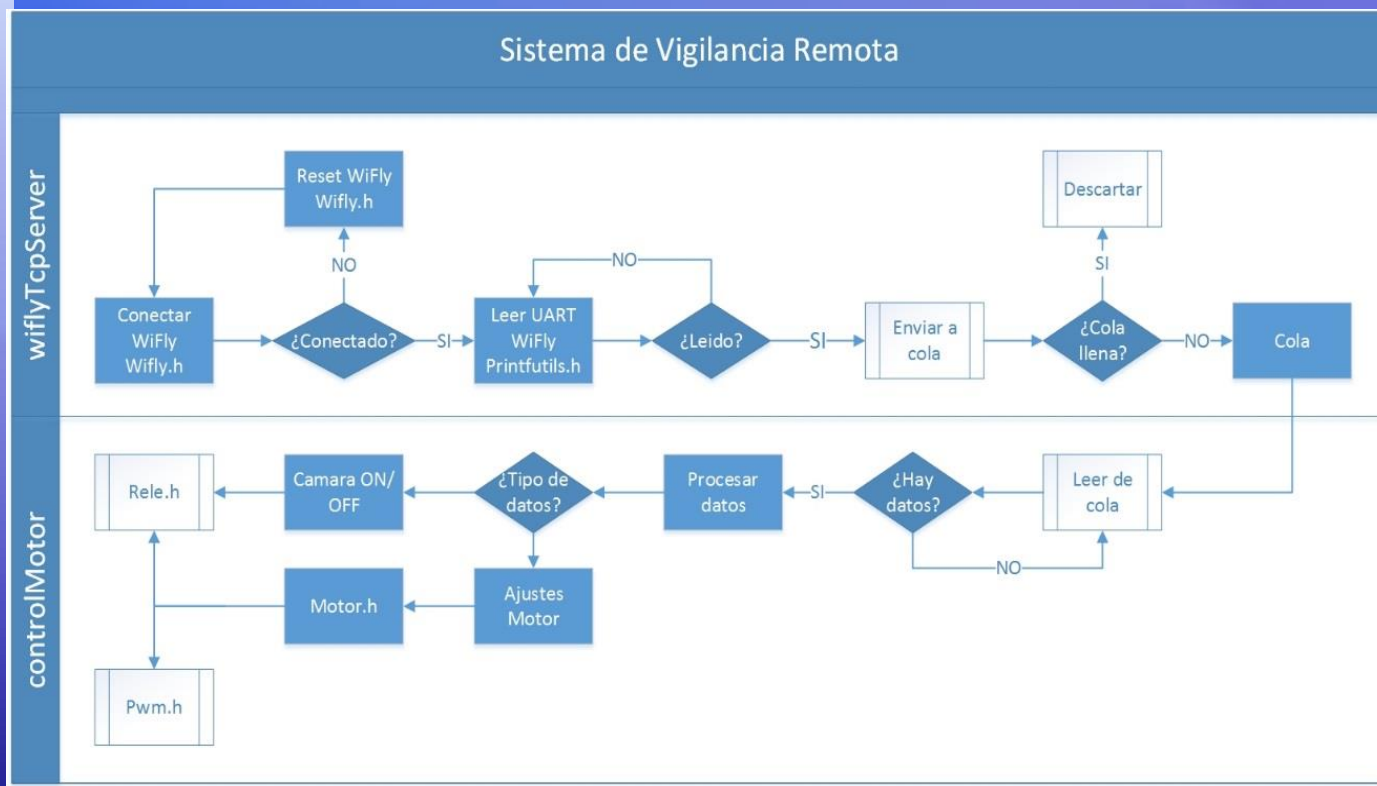 Sistema de Vigilancia Remota
wiflyTcpServer
Reset WiFly
Wifly.h
NO
Conectar
WiFly
Wifly.h
¿Conectado?
SI
Leer UART
WiFly
Printfutils.h
NO
¿Leido?
SI
Enviar a
cola
Descartar
SI
¿Cola
llena?
NO
Cola
controlMotor
Rele.h
Camara ON/
OFF
¿Tipo de
datos?
Procesar
datos
SI
¿Hay
datos?
Leer de
cola
NO
Motor.h
Ajustes
Motor
Pwm.h